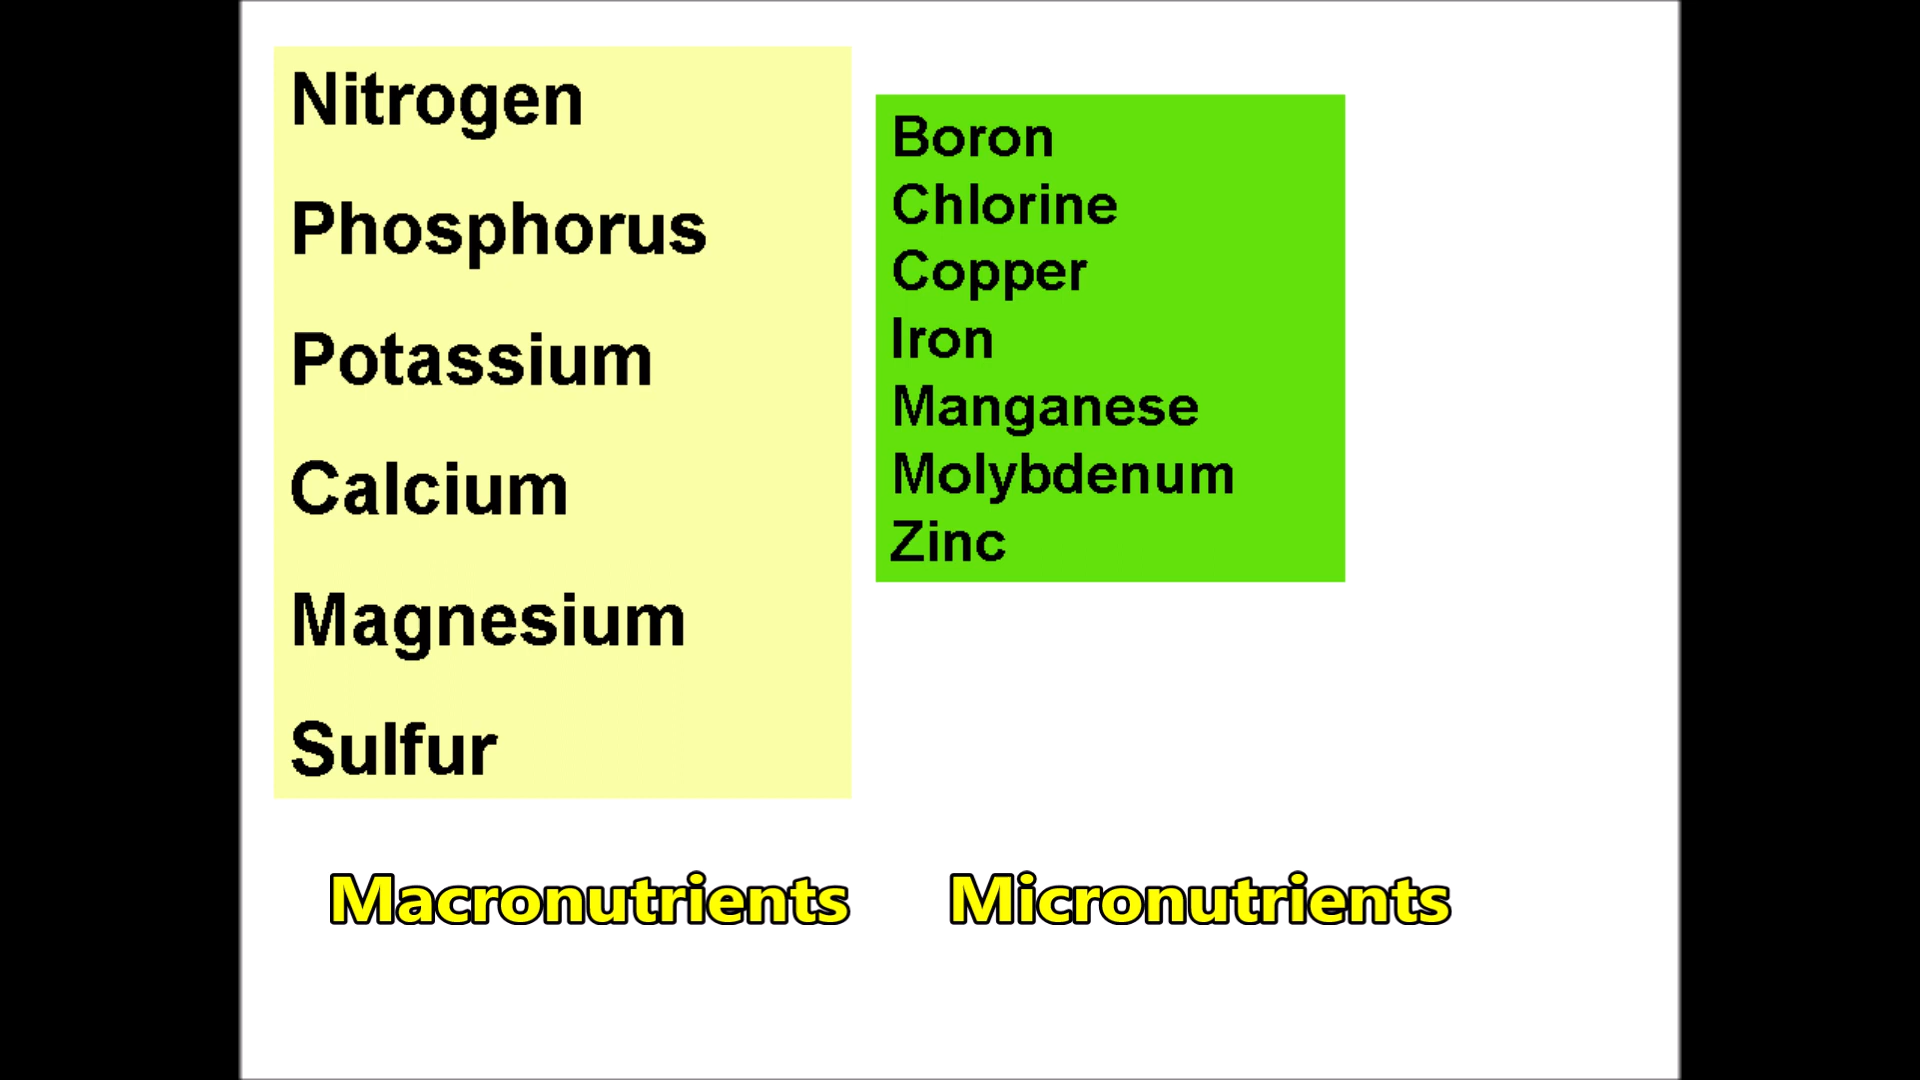 Nitrogen
Phosphorus
Potassium
Calcium
Magnesium
Sulfur
Boron
Chlorine
Copper
Iron
Manganese
Molybdenum
Zinc
Macronutrients
Micronutrients